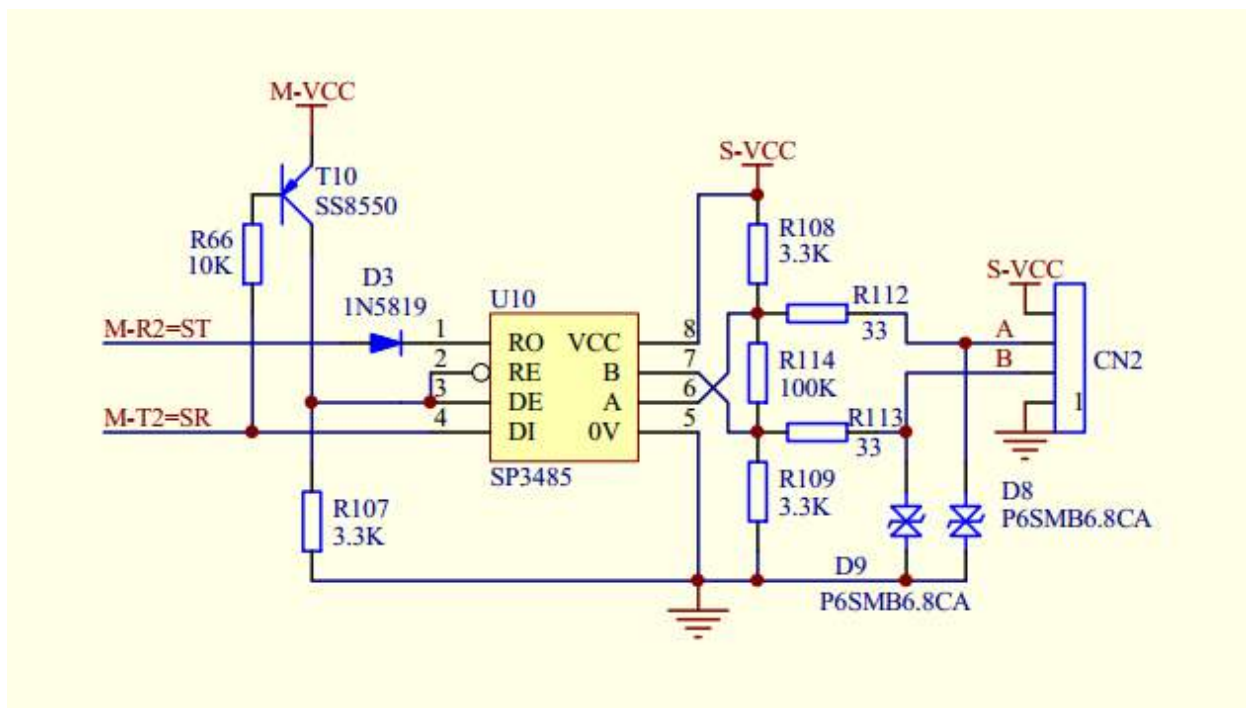 M-VCC
T10
SS8550
R66
10K
D3
1N5819
M-R2=ST
M-T2=SR
R107
3.3K
U10
1
2
3
4
RO VCC
RE B
DE A
DI 0V
8
7
6
5
SP3485
S-VCC
R108
3.3K
R112
33
R114
100K
R113
33
R109
3.3K
S-VCC
A
B
1
CN2
D8
P6SMB6.8CA
D9
P6SMB6.8CA